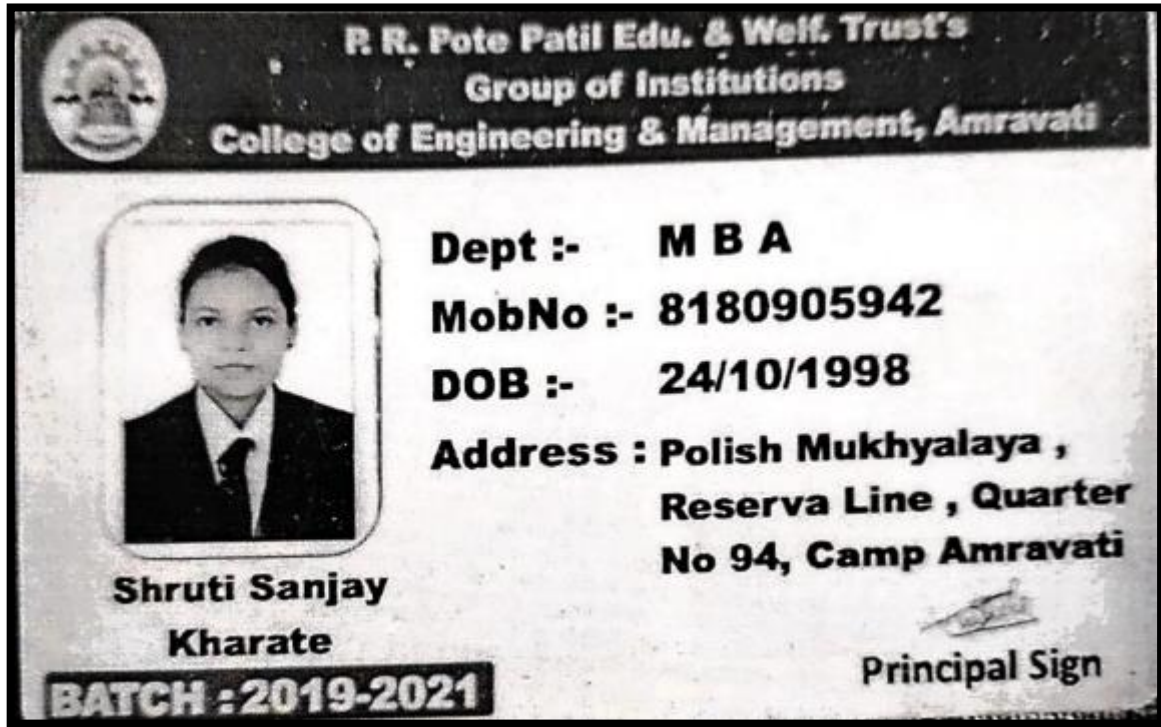 P. R. Pote Patil Edu. & Welf. Trust's
Group of Institutions
College of Engineering & Management, Amravati
Dept :- M B A
MobNo :- 8180905942
DOB :- 24/10/1998
Address : Polish Mukhyalaya ,
Reserva Line , Quarter
No 94, Camp Amravati
Shruti Sanjay
Kharate
Principal Sign
BATCH : 2019-2021